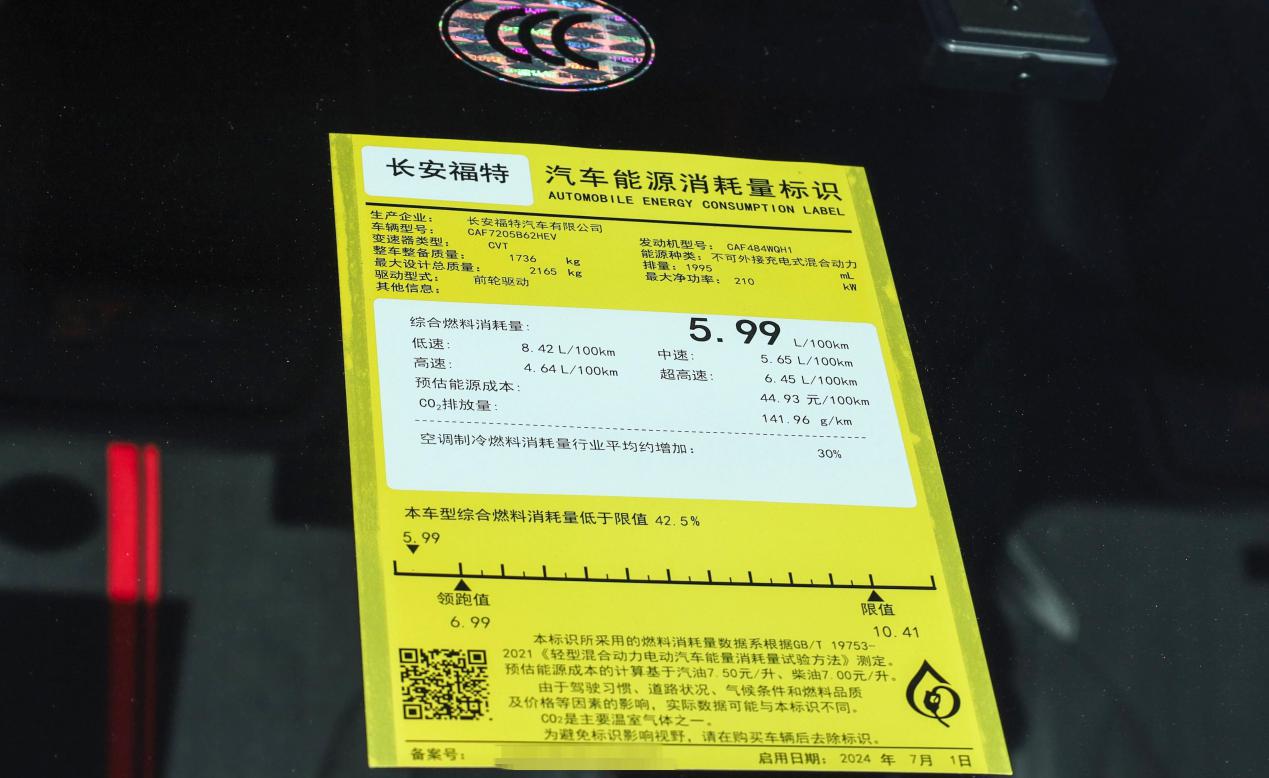 CCC
长安福特
汽车能源消耗量标识
AUTOMOBILE ENERGY CONSUMPTION LABEL
生产企业: 长安福特汽车有限公司
车辆型号: CAF7205B62HEV 发动机型号: CAF484WQH1
变速器类型: CVT 能源种类: 不可外接充电式混合动力
整车整备质量: 1736 kg 排量: 1995 mL
最大设计总质量: 2165 kg 最大净功率: 210 kW
驱动型式: 前轮驱动
其他信息:
综合燃料消耗量: 5.99 L/100km
低速: 8.42 L/100km 中速: 5.65 L/100km
高速: 4.64 L/100km 超高速: 6.45 L/100km
预估能源成本: 44.93 元/100km
CO₂排放量: 141.96 g/km
空调制冷燃料消耗量行业平均约增加: 30%
本车型综合燃料消耗量低于限值 42.5%
5.99
领跑值 限值
6.99 10.41
本标识所采用的燃料消耗量数据系根据GB/T 19753-
2021《轻型混合动力电动汽车能量消耗量试验方法》测定。
预估能源成本的计算基于汽油7.50元/升、柴油7.00元/升。
由于驾驶习惯、道路状况、气候条件和燃料品质
及价格等因素的影响，实际数据可能与本标识不同。
CO₂是主要温室气体之一。
为避免标识影响视野，请在购买车辆后去除标识。
备案号: 启用日期: 2024 年 7月 1日